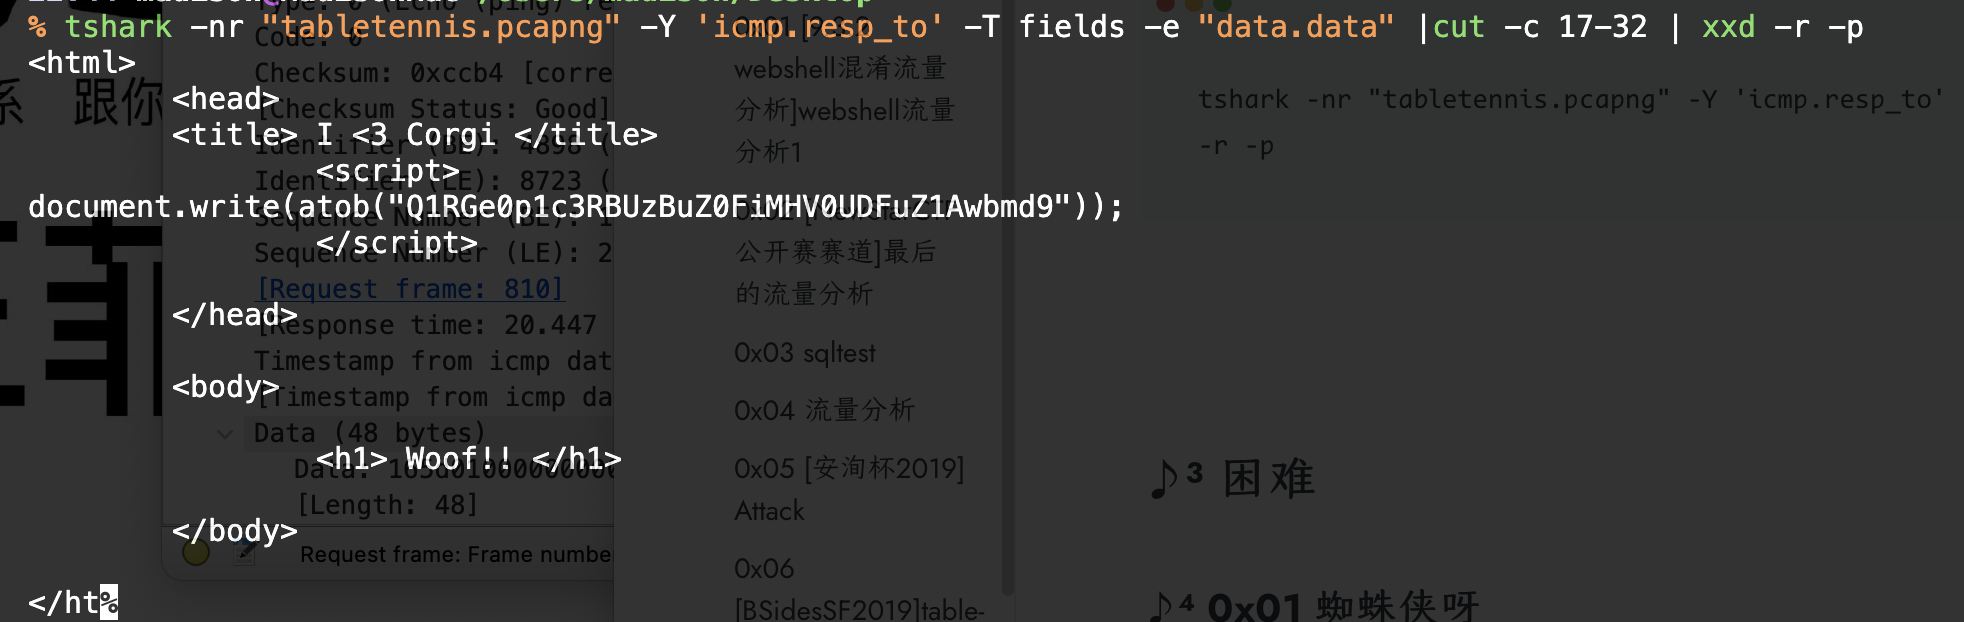 % tshark -nr "tabletennis.pcapng" -Y 'icmp.resp_to' -T fields -e "data.data" |cut -c 17-32 | xxd -r -p
<html>
<head>
<title> I <3 Corgi </title>
<script>
document.write(atob("Q1RGe0p1c3RBUzBuZ0FiMHV0UDFuZ1Awbmd9"));
</script>
</head>
<body>
<h1> Woof!! </h1>
</body>
</ht%
系 跟你
Code: 0
Checksum: 0xccb4 [corre
[Checksum Status: Good]
Identifier (BE): 4898 (
Identifier (LE): 8723 (
Sequence Number (BE): 1
Sequence Number (LE): 2
[Request frame: 810]
[Response time: 20.447
Timestamp from icmp dat
[Timestamp from icmp da
Data (48 bytes)
[Length: 48]
Request frame: Frame numbe
webshell混淆流量
分析]webshell流量
分析1
公开赛赛道]最后
的流量分析
0x03 sqltest
0x04 流量分析
0x05 [安洵杯2019]
Attack
0x06
[BSidesSF2019]table-
tshark -nr "tabletennis.pcapng" -Y 'icmp.resp_to'
-r -p
♪³ 困难
♪⁴ 0x01 蜘蛛侠呀